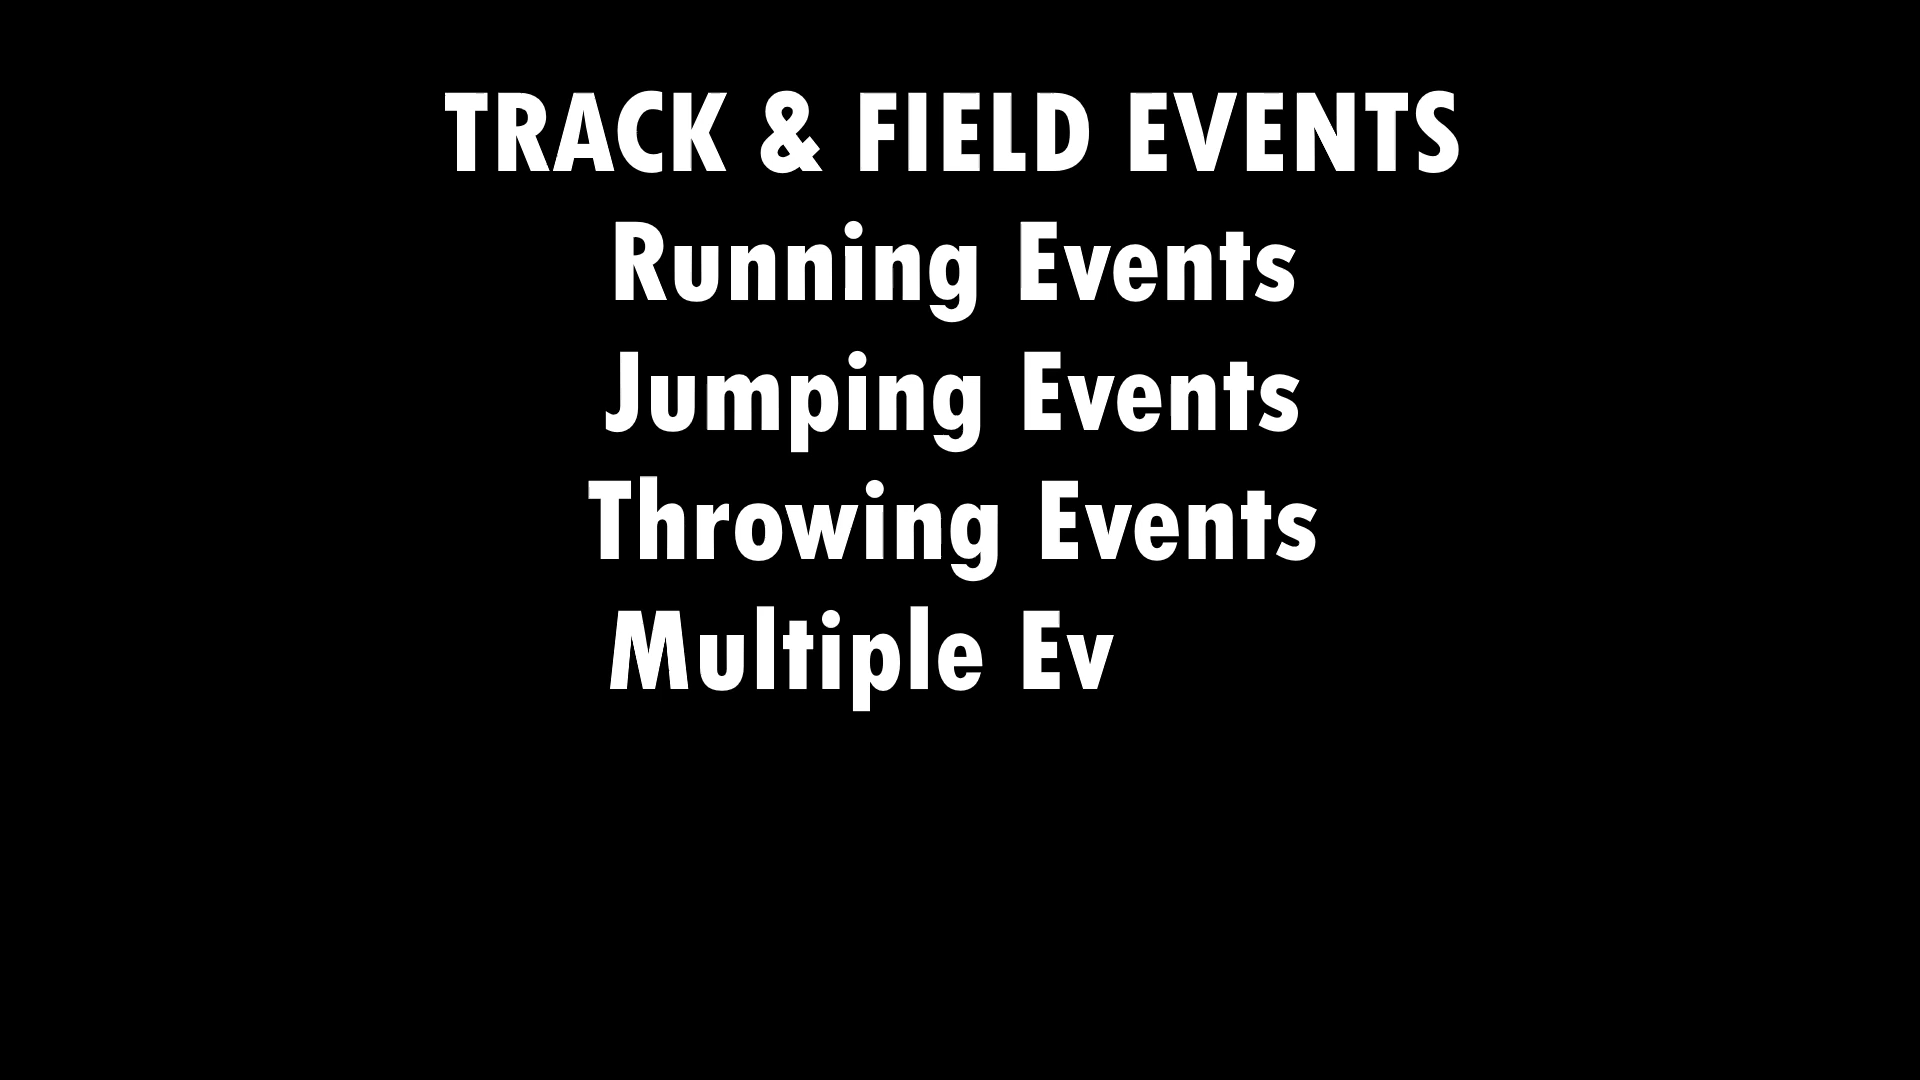 TRACK & FIELD EVENTS
Running Events
Jumping Events
Throwing Events
Multiple Ev